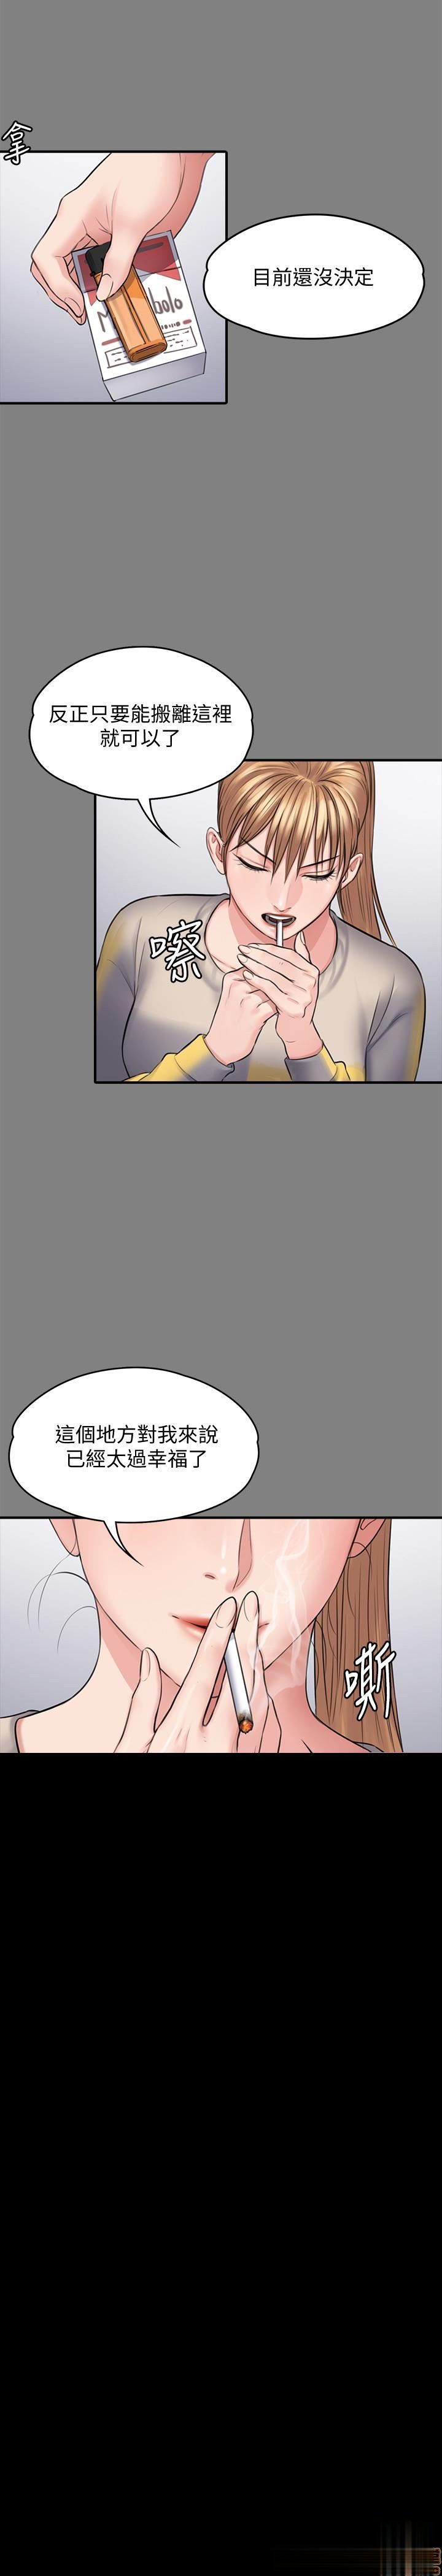 拿
目前還沒決定
反正只要能搬離這裡
就可以了
嚓
這個地方對我來說
已經太過幸福了
嘶